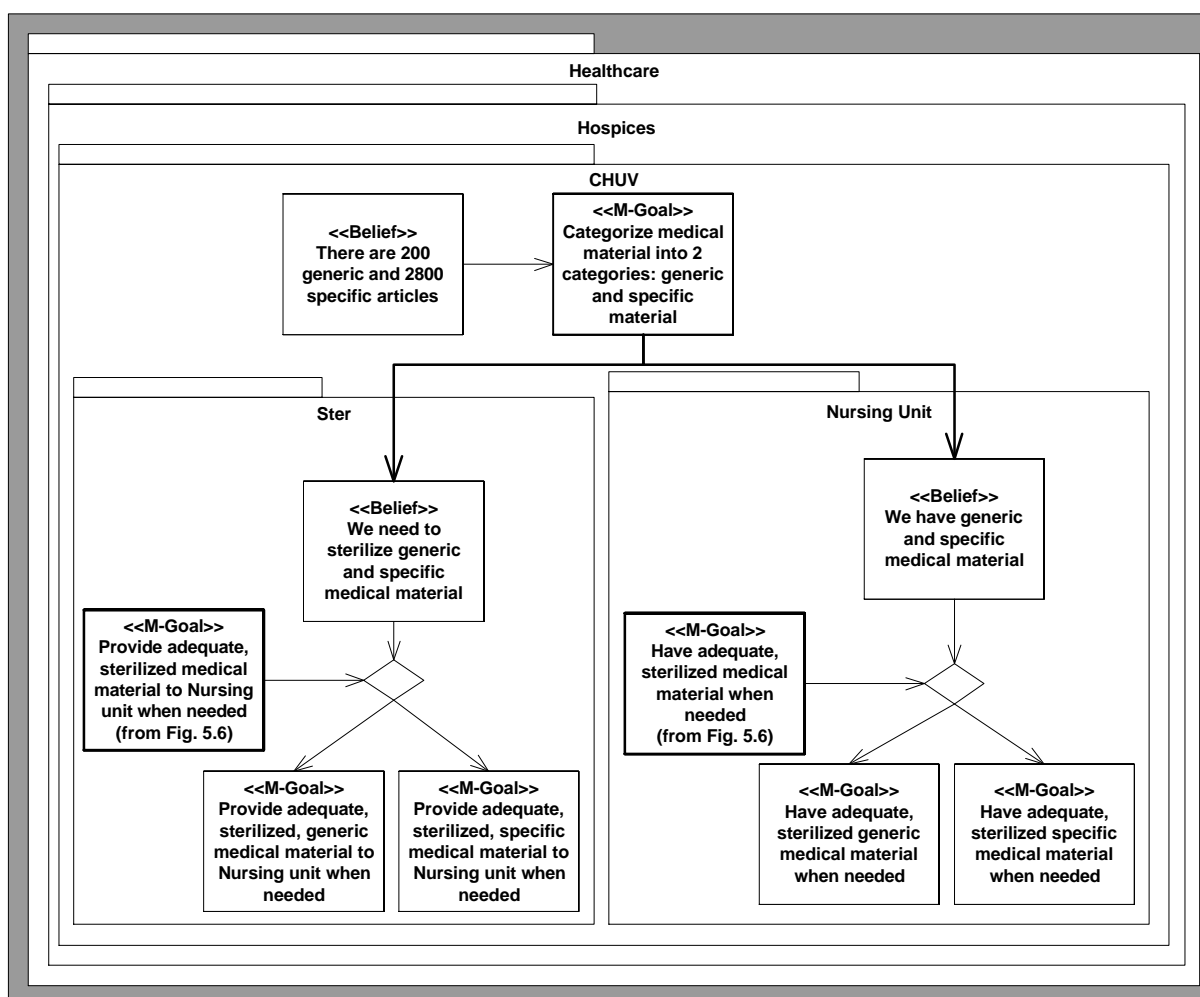 Healthcare
Hospices
CHUV
<<Belief>>
There are 200
generic and 2800
specific articles
<<M-Goal>>
Categorize medical
material into 2
categories: generic
and specific
material
Ster
<<Belief>>
We need to
sterilize generic
and specific
medical material
<<M-Goal>>
Provide adequate,
sterilized medical
material to Nursing
unit when needed
(from Fig. 5.6)
<<M-Goal>>
Provide adequate,
sterilized, generic
medical material to
Nursing unit when
needed
<<M-Goal>>
Provide adequate,
sterilized, specific
medical material to
Nursing unit when
needed
Nursing Unit
<<Belief>>
We have generic
and specific
medical material
<<M-Goal>>
Have adequate,
sterilized medical
material when
needed
(from Fig. 5.6)
<<M-Goal>>
Have adequate,
sterilized generic
medical material
when needed
<<M-Goal>>
Have adequate,
sterilized specific
medical material
when needed